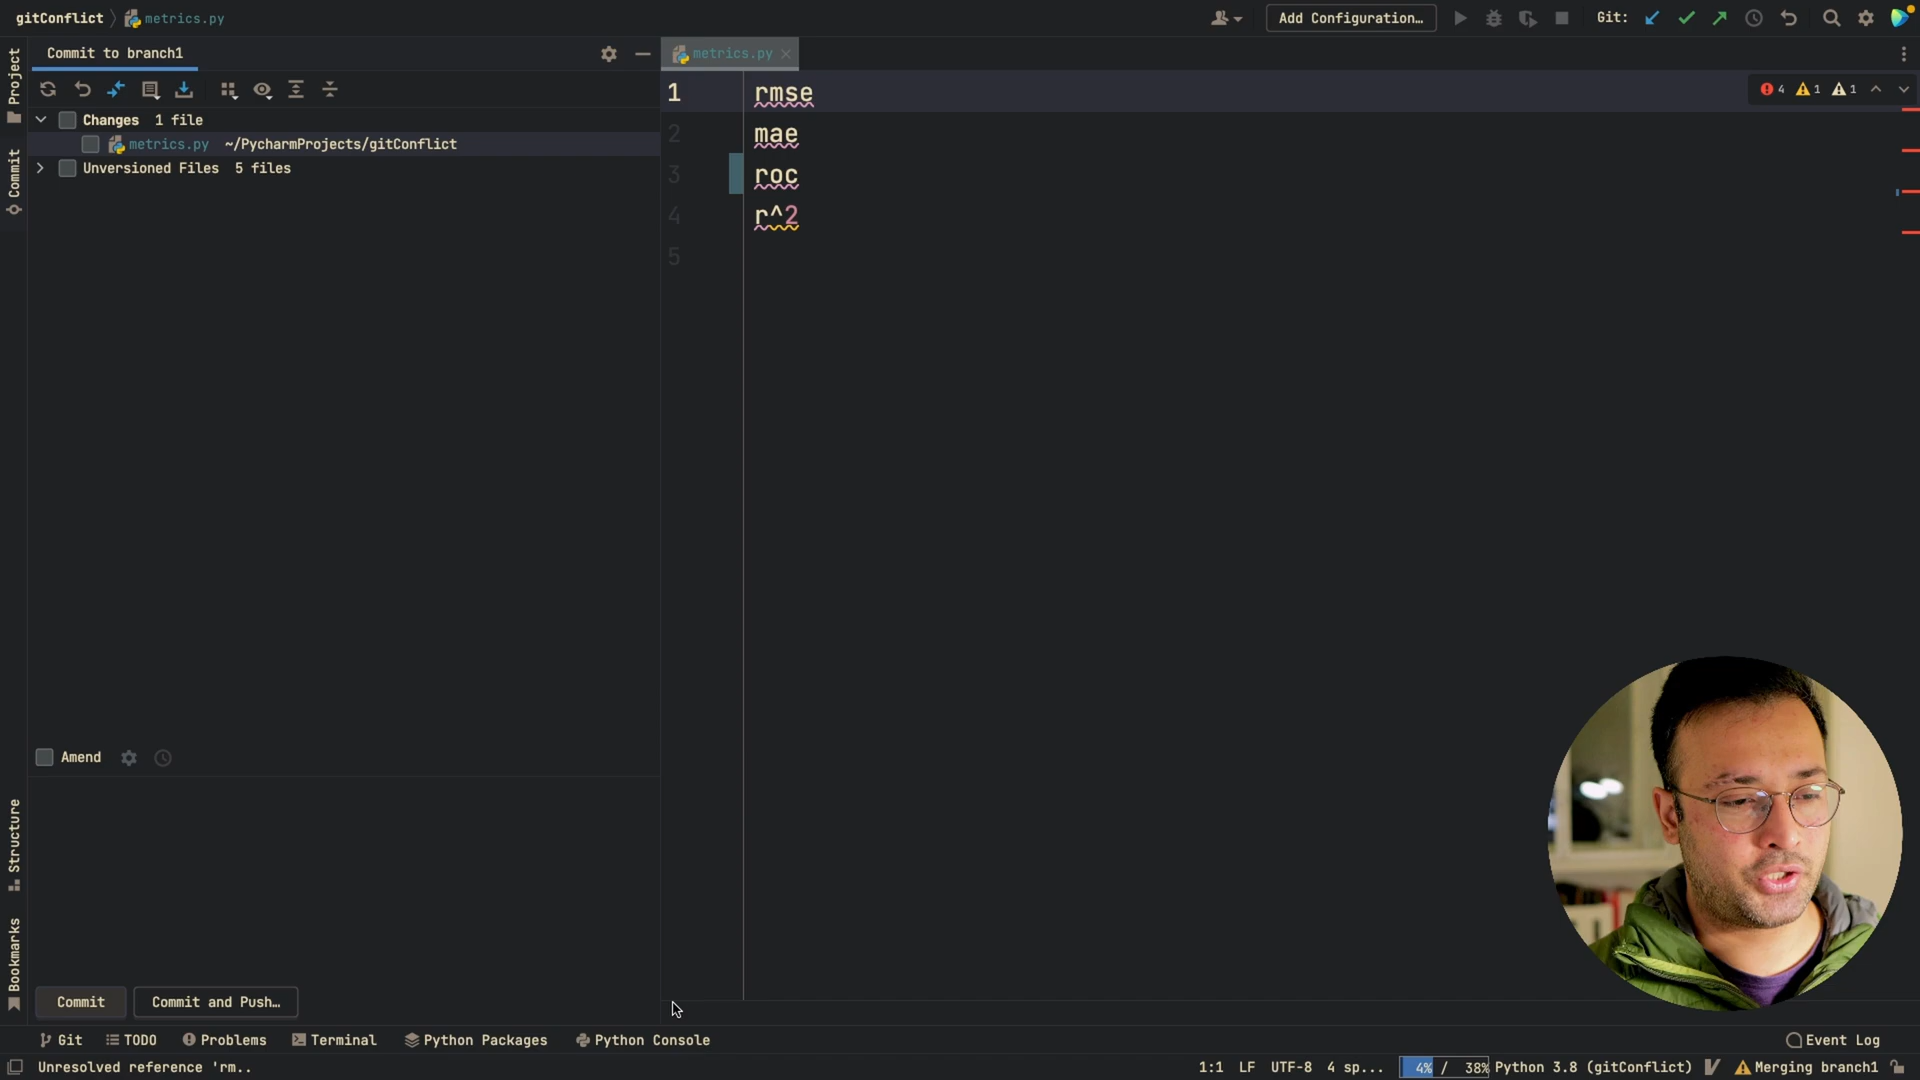 gitConflict
metrics.py
Add Configuration...
Git:
Commit to branch1
metrics.py
Project
Commit
Structure
Bookmarks
Changes 1 file
metrics.py ~/PycharmProjects/gitConflict
Unversioned Files 5 files
1 rmse
2 mae
3 roc
4 r^2
5
4 1 1
Amend
Commit
Commit and Push...
Git
TODO
Problems
Terminal
Python Packages
Python Console
Event Log
Unresolved reference 'rm..
1:1 LF UTF-8 4 sp... 4% / 38% Python 3.8 (gitConflict) Merging branch1